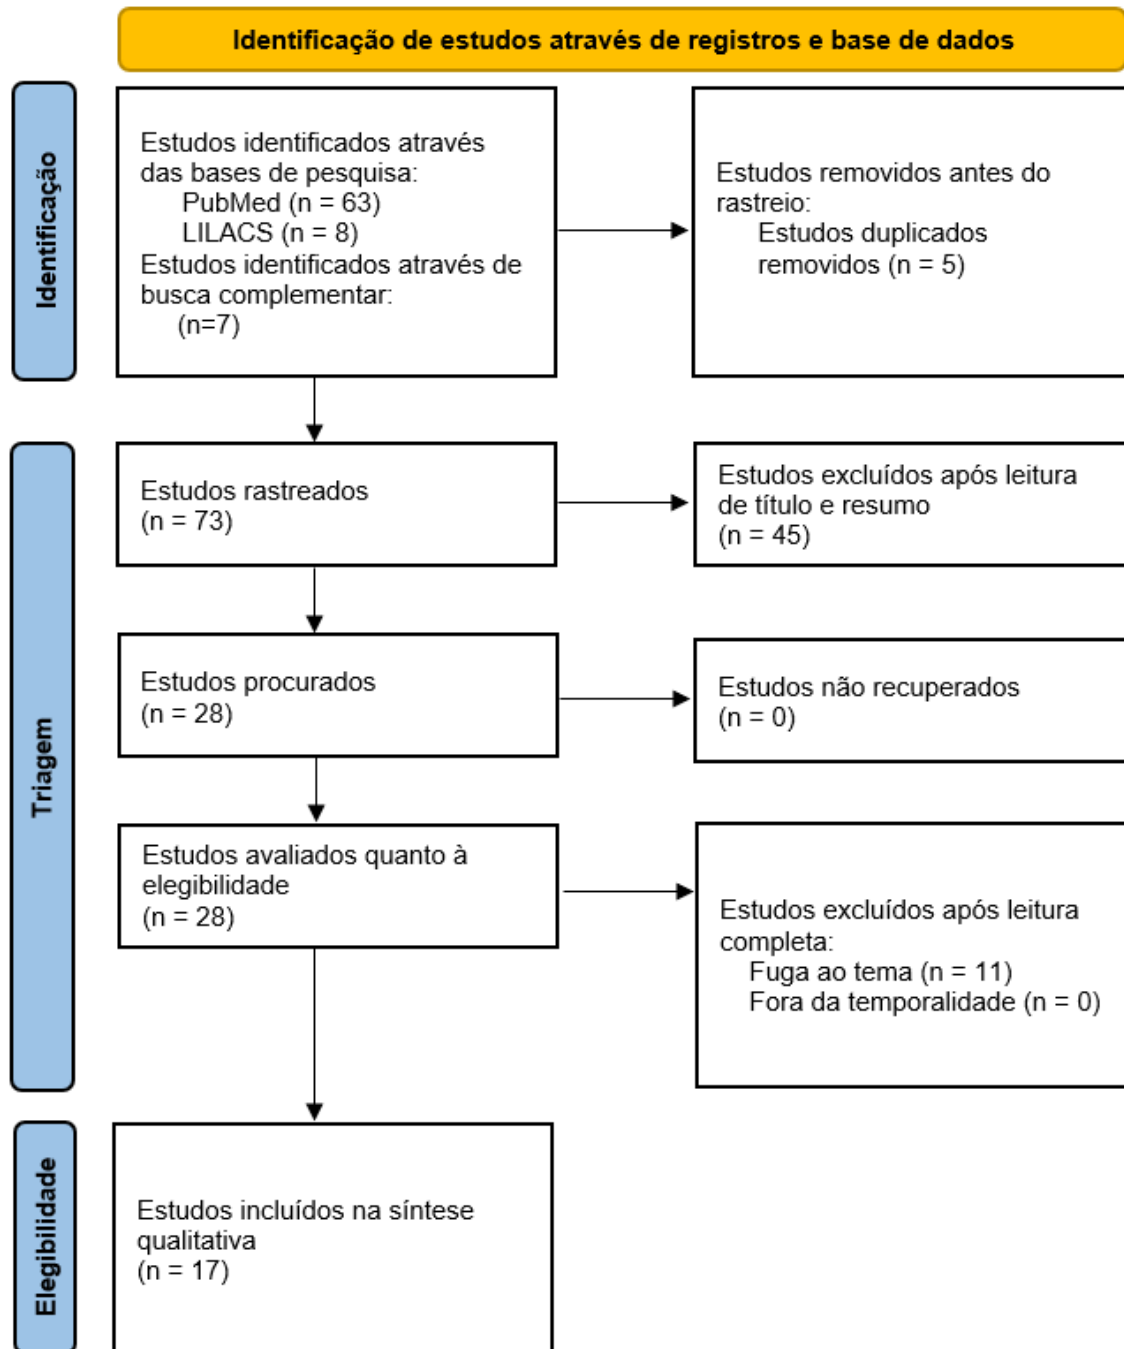 Identificação de estudos através de registros e base de dados
Identificação
Estudos identificados através
das bases de pesquisa:
PubMed (n = 63)
LILACS (n = 8)
Estudos identificados através de
busca complementar:
(n=7)
Estudos removidos antes do
rastreio:
Estudos duplicados
removidos (n = 5)
Triagem
Estudos rastreados
(n = 73)
Estudos excluídos após leitura
de título e resumo
(n = 45)
Estudos procurados
(n = 28)
Estudos não recuperados
(n = 0)
Estudos avaliados quanto à
elegibilidade
(n = 28)
Estudos excluídos após leitura
completa:
Fuga ao tema (n = 11)
Fora da temporalidade (n = 0)
Elegibilidade
Estudos incluídos na síntese
qualitativa
(n = 17)